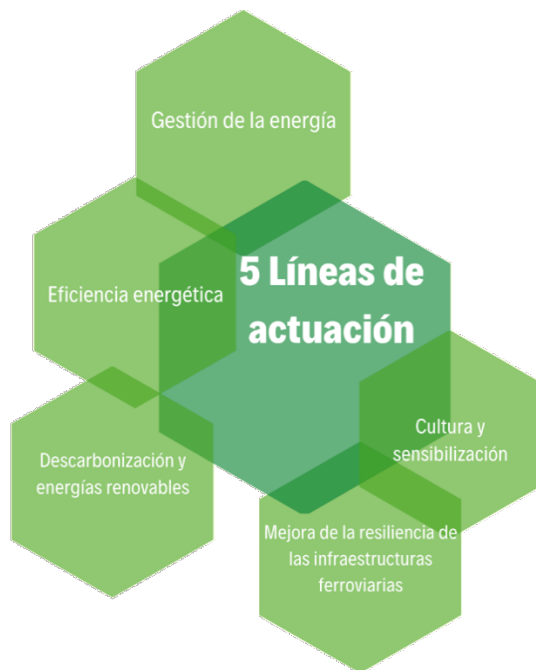 Gestión de la energía
5 Líneas de
actuación
Eficiencia energética
Cultura y
sensibilización
Descarbonización y
energías renovables
Mejora de la resiliencia de
las infraestructuras
ferroviarias